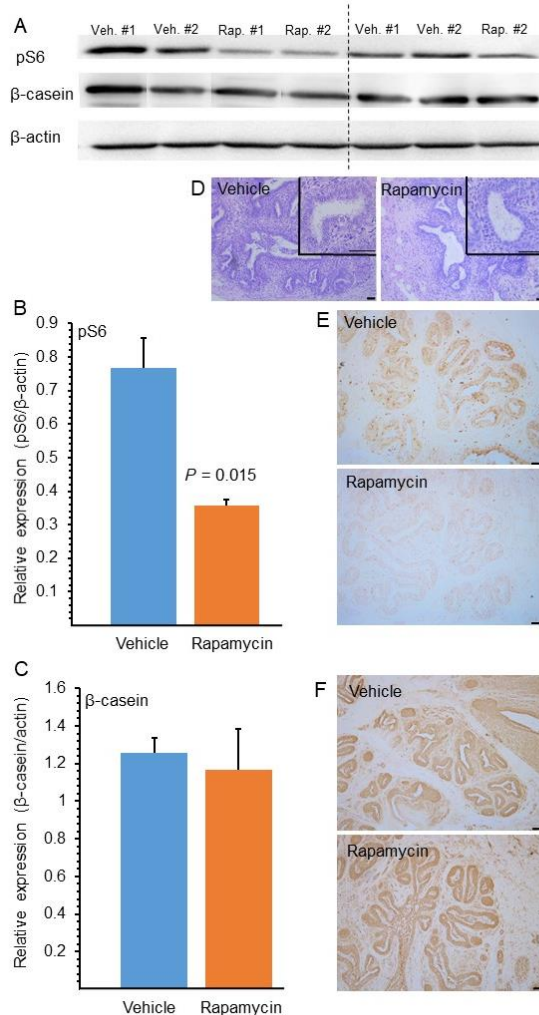 A
Veh. #1 Veh. #2 Rap. #1 Rap. #2 Veh. #1 Veh. #2 Rap. #2
pS6
β-casein
β-actin
D
Vehicle
Rapamycin
B
pS6
Relative expression (pS6/β-actin)
0.9
0.8
0.7
0.6
0.5
0.4
0.3
0.2
0.1
P = 0.015
Vehicle Rapamycin
E
Vehicle
Rapamycin
C
β-casein
Relative expression (β-casein/actin)
1.6
1.4
1.2
1
0.8
0.6
0.4
0.2
Vehicle Rapamycin
F
Vehicle
Rapamycin